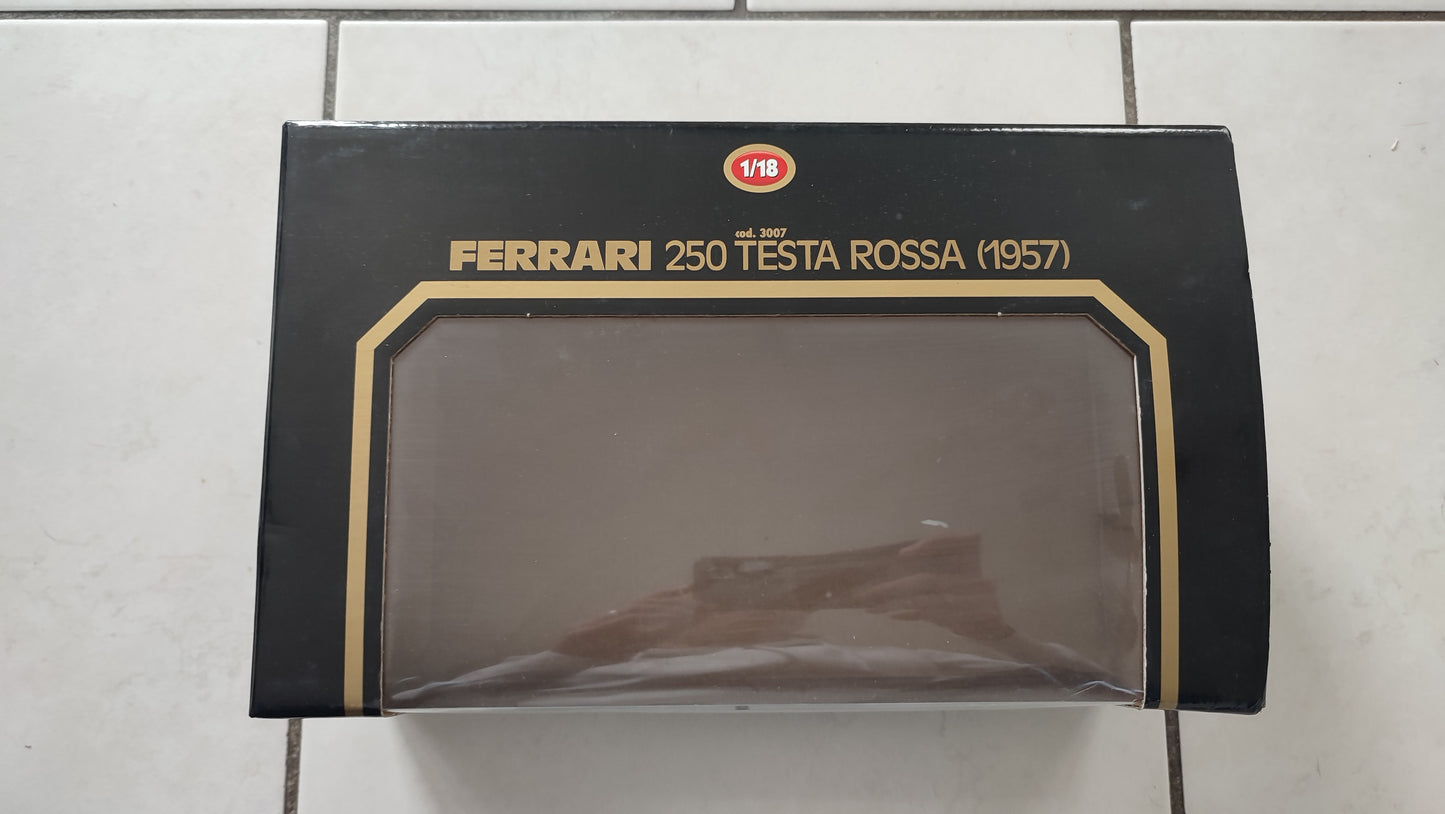 1/18
cod. 3007
FERRARI 250 TESTA ROSSA (1957)